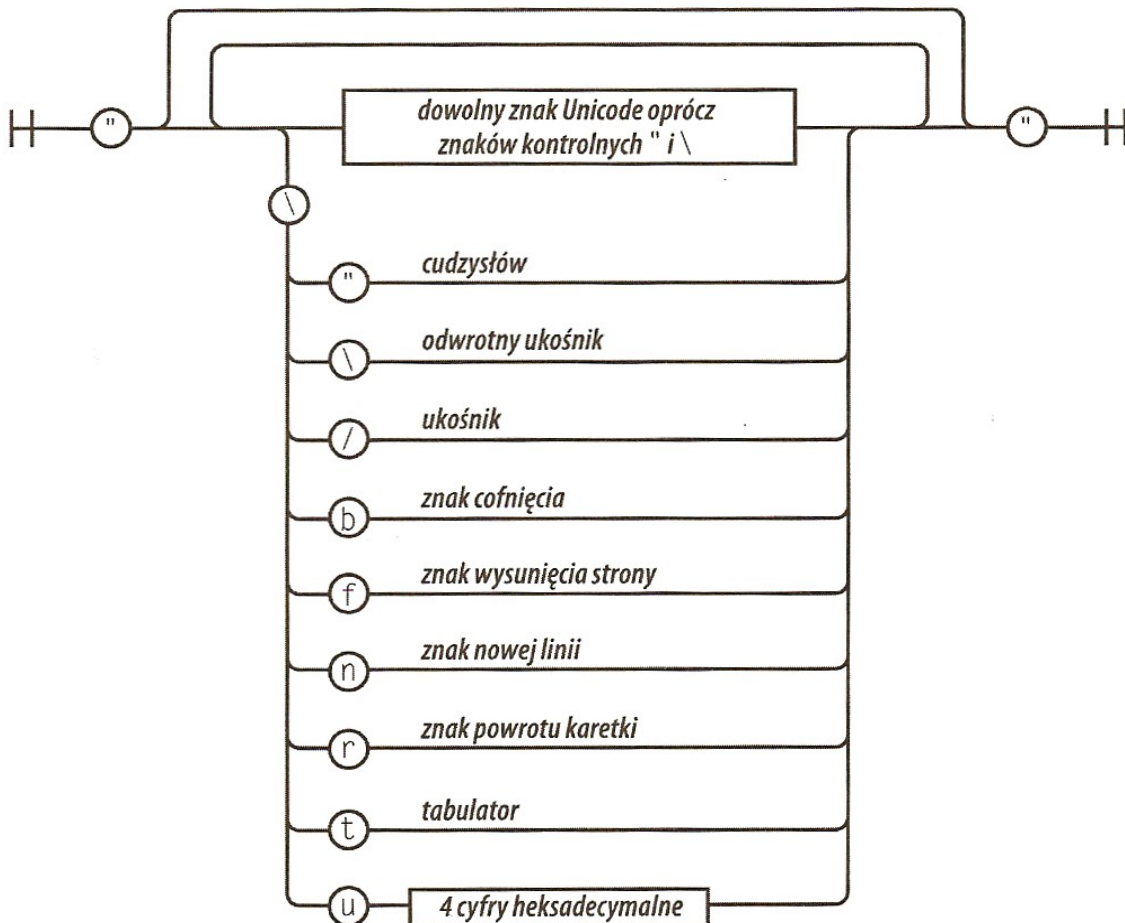 dowolny znak Unicode oprócz
znaków kontrolnych " i \
" "
\
" cudzysłów
\ odwrotny ukośnik
/ ukośnik
b znak cofnięcia
f znak wysunięcia strony
n znak nowej linii
r znak powrotu karetki
t tabulator
u 4 cyfry heksadecymalne